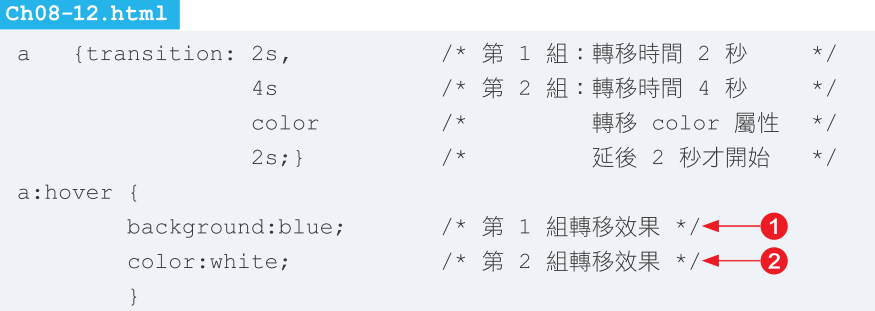 Ch08-12.html
a {transition: 2s, /* 第 1 組：轉移時間 2 秒 */
4s /* 第 2 組：轉移時間 4 秒 */
color /* 轉移 color 屬性 */
2s;} /* 延後 2 秒才開始 */
a:hover {
background:blue; /* 第 1 組轉移效果 */ 1
color:white; /* 第 2 組轉移效果 */ 2
}